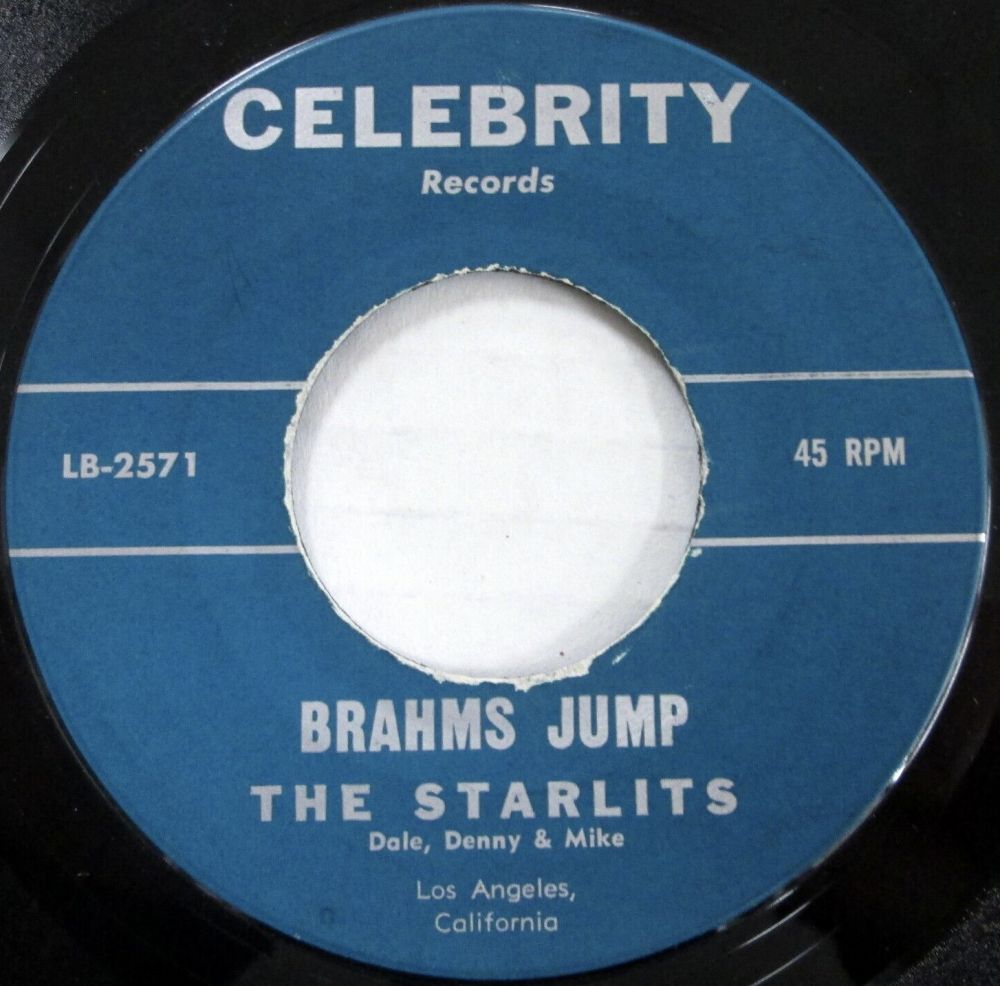 CELEBRITY
Records
LB-2571
45 RPM
BRAHMS JUMP
THE STARLITS
Dale, Denny & Mike
Los Angeles,
California